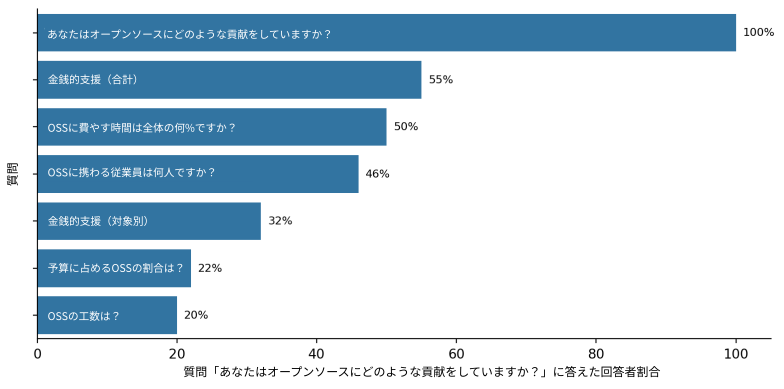 あなたはオープンソースにどのような貢献をしていますか？ 100%
金銭的支援（合計） 55%
OSSに費やす時間は全体の何%ですか？ 50%
OSSに携わる従業員は何人ですか？ 46%
金銭的支援（対象別） 32%
予算に占めるOSSの割合は？ 22%
OSSの工数は？ 20%
質問
0 20 40 60 80 100
質問「あなたはオープンソースにどのような貢献をしていますか？」に答えた回答者割合